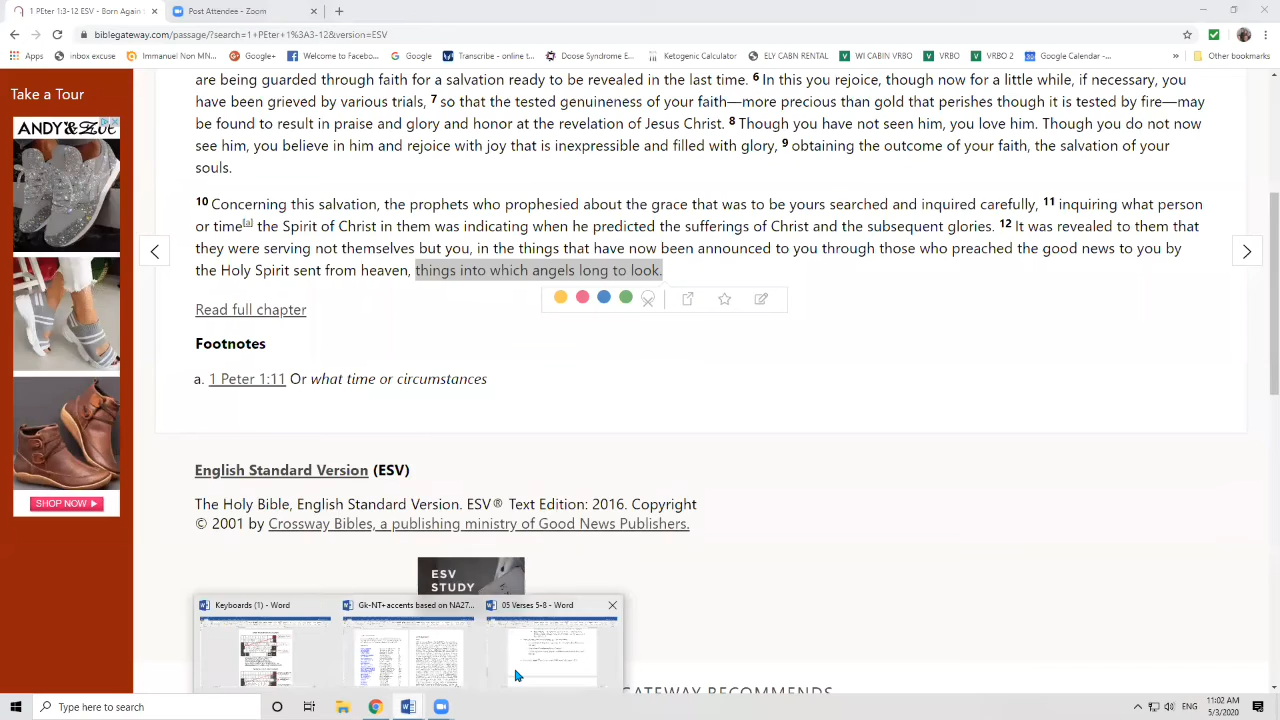 1 PEter 1:3-12 ESV - Born Again
Post Attendee - Zoom
biblegateway.com/passage/?search=1+PEter+1%3A3-12&version=ESV
Apps
inbox excuse
Immanuel Non MN...
Google+
Welcome to Facebo...
Google
Transcribe - online t...
Doose Syndrome E...
Ketogenic Calculator
ELY CABN RENTAL
WI CABIN VRBO
VRBO
VRBO 2
Google Calendar -...
»
Other bookmarks
Take a Tour
ANDY & Zoe
SHOP NOW
are being guarded through faith for a salvation ready to be revealed in the last time. 6 In this you rejoice, though now for a little while, if necessary, you
have been grieved by various trials, 7 so that the tested genuineness of your faith—more precious than gold that perishes though it is tested by fire—may
be found to result in praise and glory and honor at the revelation of Jesus Christ. 8 Though you have not seen him, you love him. Though you do not now
see him, you believe in him and rejoice with joy that is inexpressible and filled with glory, 9 obtaining the outcome of your faith, the salvation of your
souls.
10 Concerning this salvation, the prophets who prophesied about the grace that was to be yours searched and inquired carefully, 11 inquiring what person
or time[a] the Spirit of Christ in them was indicating when he predicted the sufferings of Christ and the subsequent glories. 12 It was revealed to them that
they were serving not themselves but you, in the things that have now been announced to you through those who preached the good news to you by
the Holy Spirit sent from heaven, things into which angels long to look.
Read full chapter
Footnotes
a. 1 Peter 1:11 Or what time or circumstances
English Standard Version (ESV)
The Holy Bible, English Standard Version. ESV® Text Edition: 2016. Copyright
© 2001 by Crossway Bibles, a publishing ministry of Good News Publishers.
ESV
STUDY
Keyboards (1) - Word
Gk-NT+accents based on NA27...
05 Verses 5-8 - Word
GATEWAY RECOMMENDS
Type here to search
11:02 AM
5/3/2020